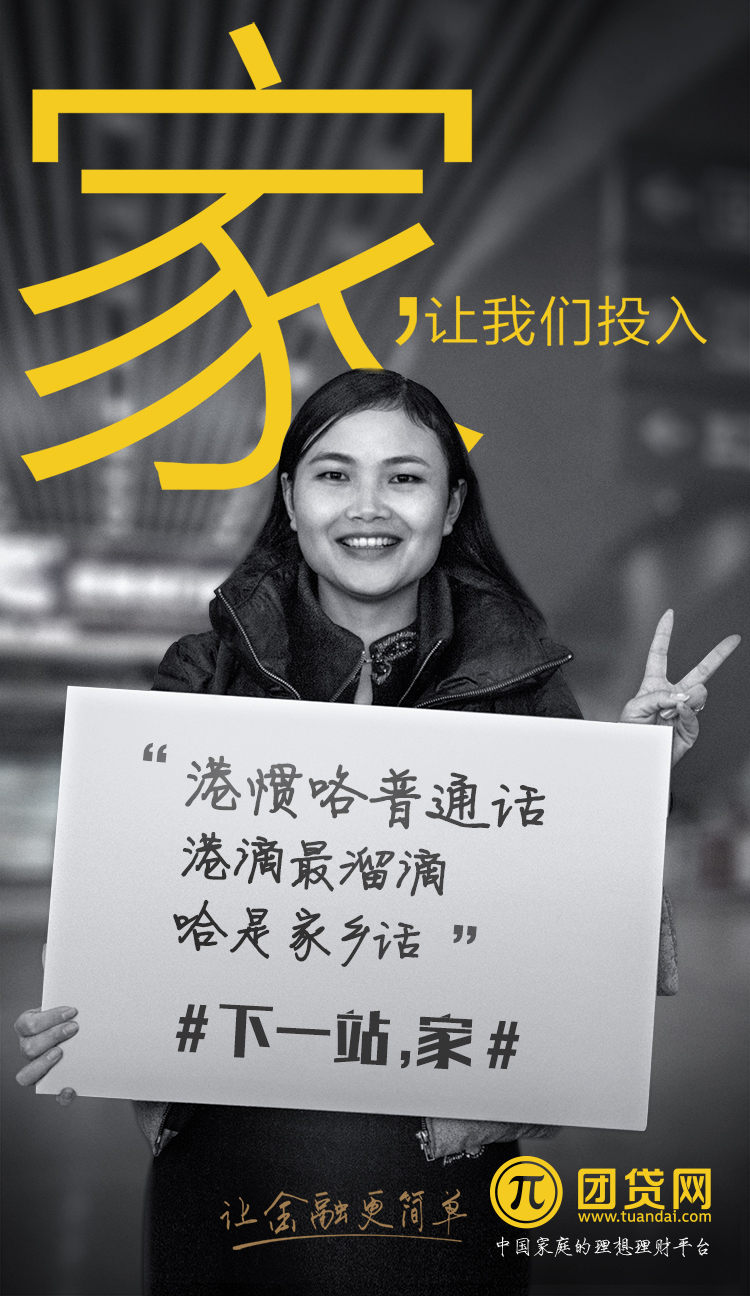 家
，让我们投入
“港惯咯普通话
港滴最溜滴
哈是家乡话”
#下一站,家#
让金融更简单
π 团贷网
www.tuandai.com
中国家庭的理想理财平台